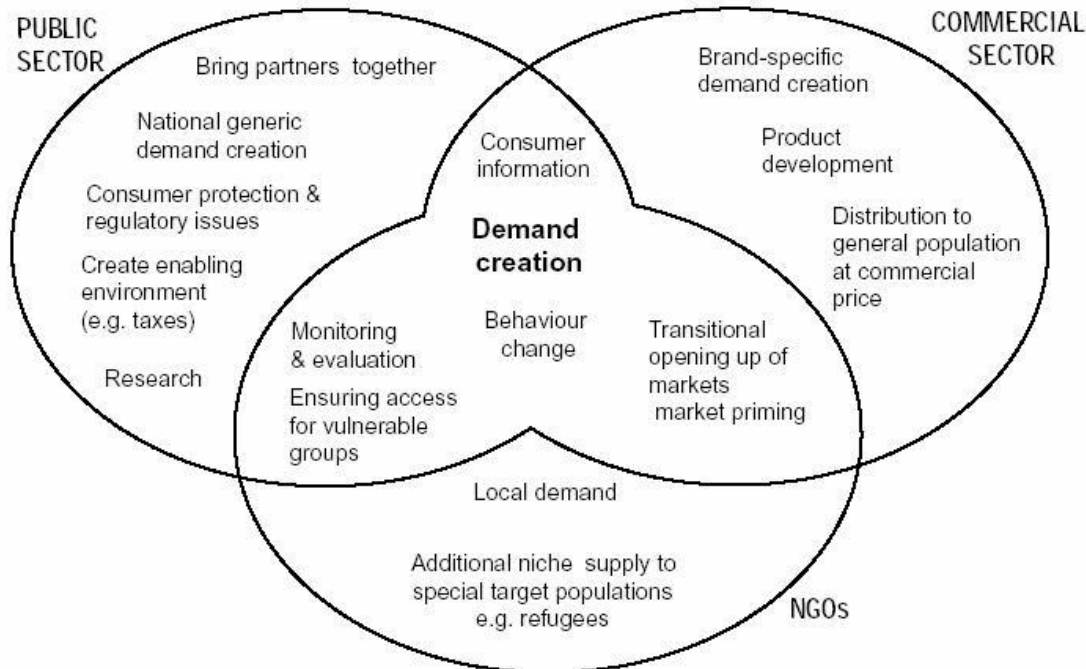 PUBLIC
SECTOR
Bring partners together
National generic
demand creation
Consumer protection &
regulatory issues
Create enabling
environment
(e.g. taxes)
Research
COMMERCIAL
SECTOR
Brand-specific
demand creation
Product
development
Distribution to
general population
at commercial
price
Consumer
information
Demand
creation
Behaviour
change
Monitoring
& evaluation
Ensuring access
for vulnerable
groups
Transitional
opening up of
markets
market priming
Local demand
Additional niche supply to
special target populations
e.g. refugees
NGOs